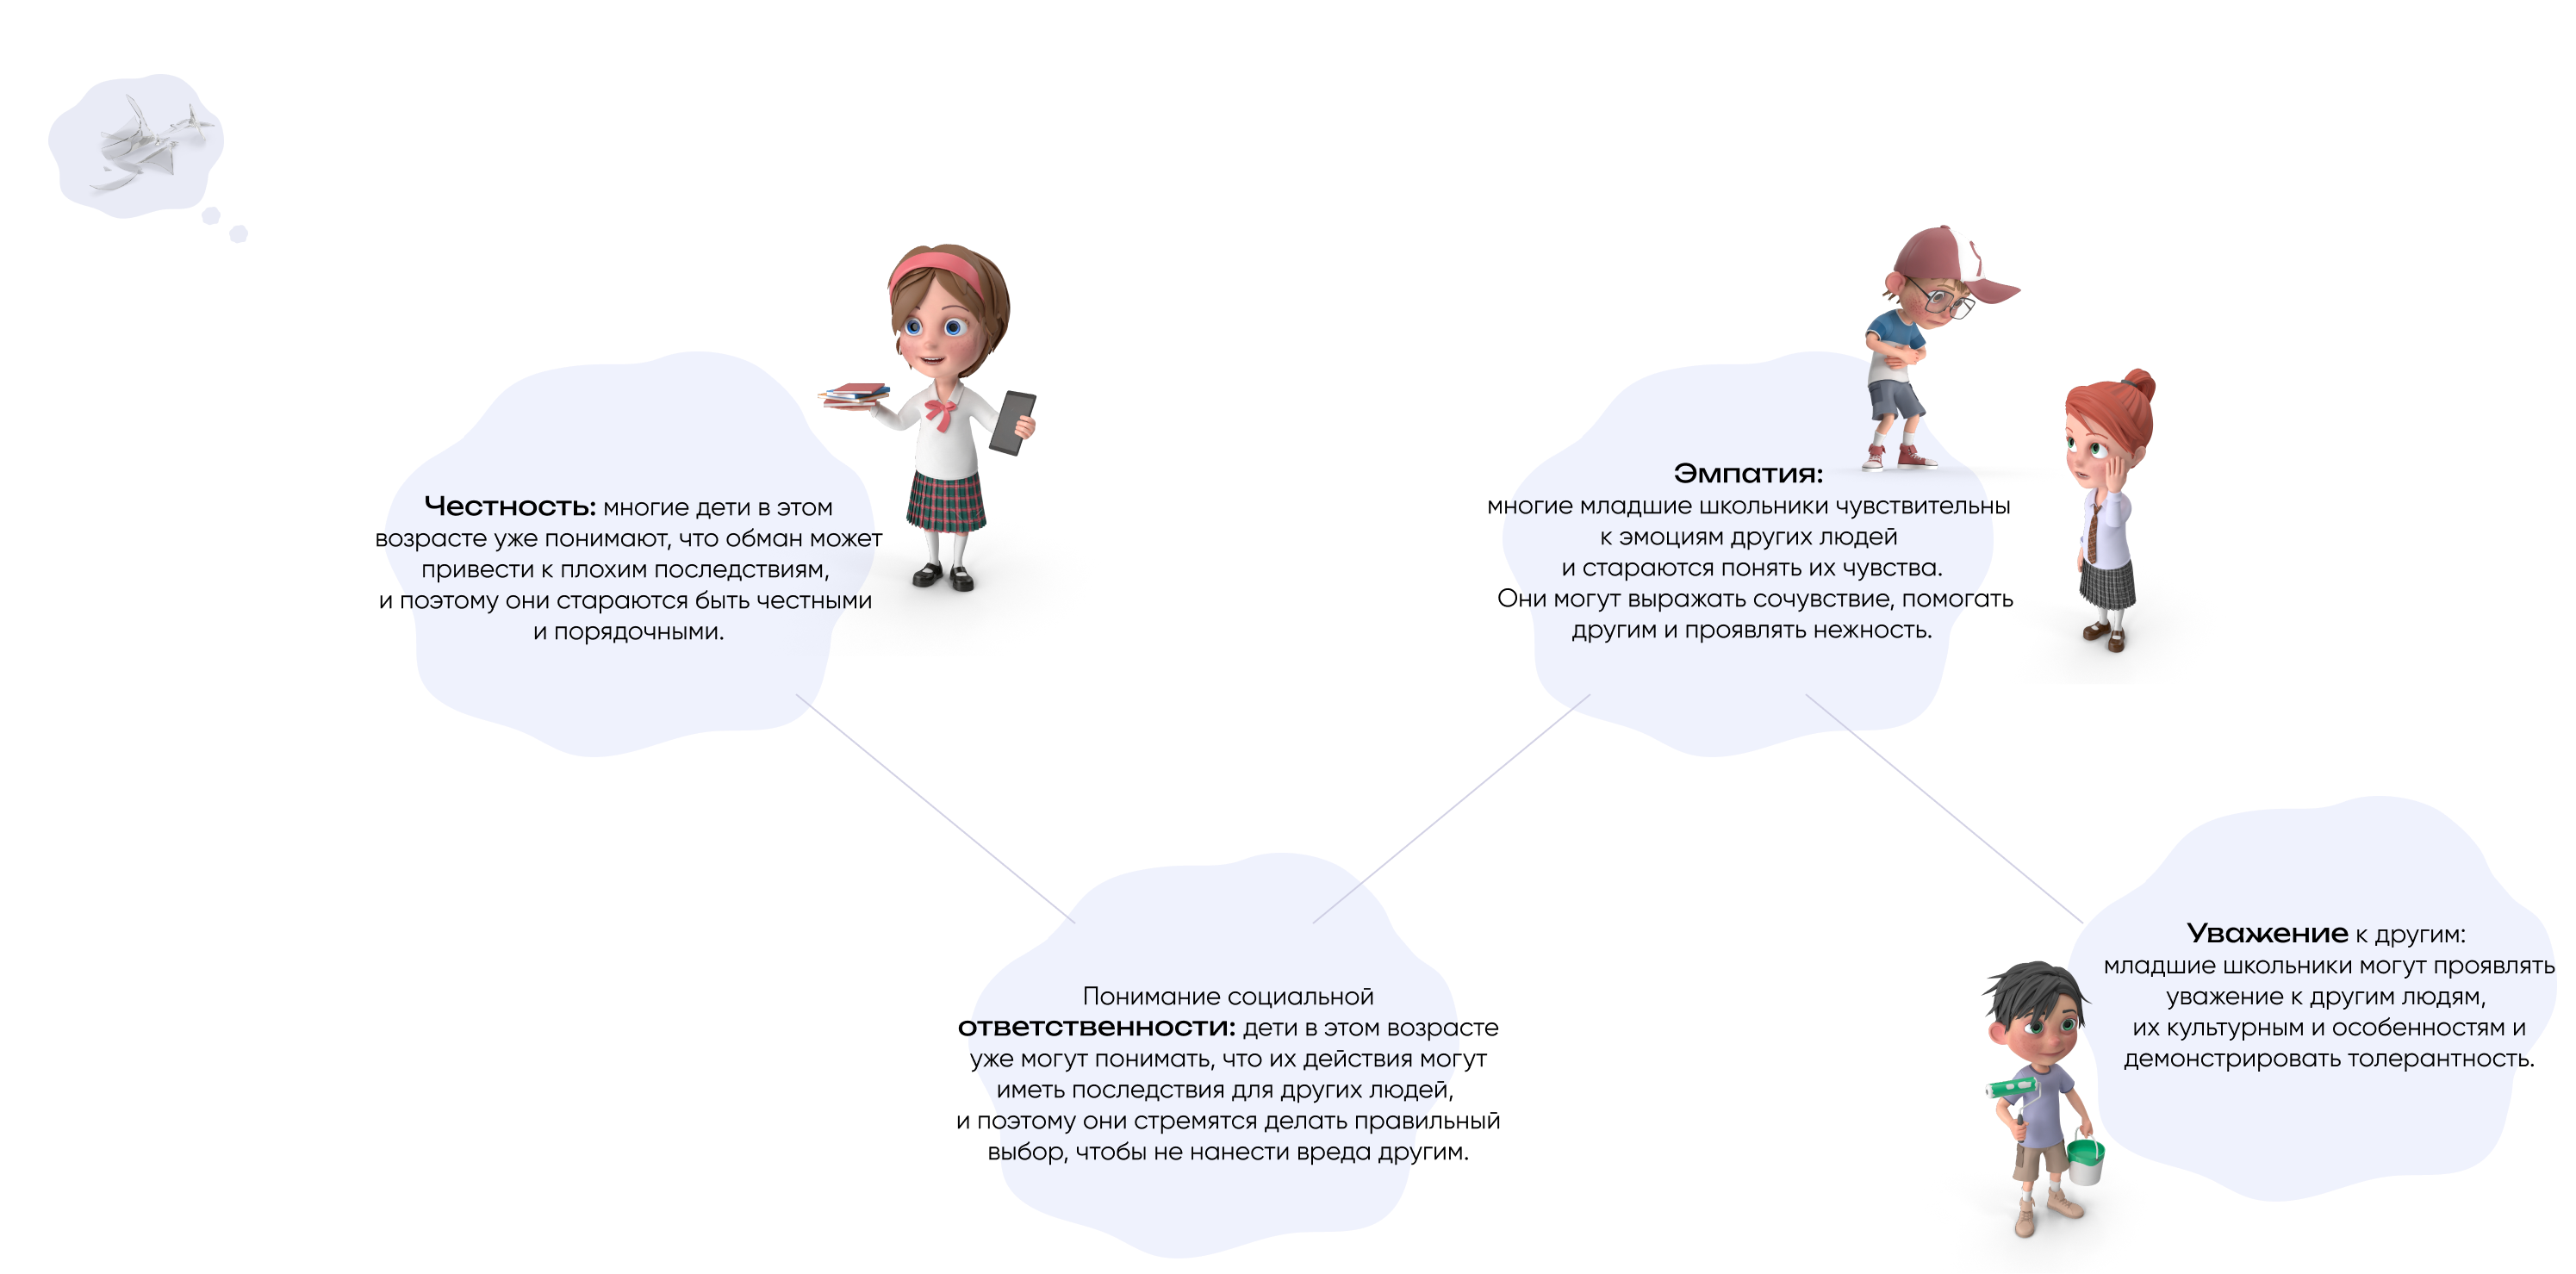 Честность: многие дети в этом
возрасте уже понимают, что обман может
привести к плохим последствиям,
и поэтому они стараются быть честными
и порядочными.
Понимание социальной
ответственности: дети в этом возрасте
уже могут понимать, что их действия могут
иметь последствия для других людей,
и поэтому они стремятся делать правильный
выбор, чтобы не нанести вреда другим.
Эмпатия:
многие младшие школьники чувствительны
к эмоциям других людей
и стараются понять их чувства.
Они могут выражать сочувствие, помогать
другим и проявлять нежность.
Уважение к другим:
младшие школьники могут проявлять
уважение к другим людям,
их культурным и особенностям и
демонстрировать толерантность.